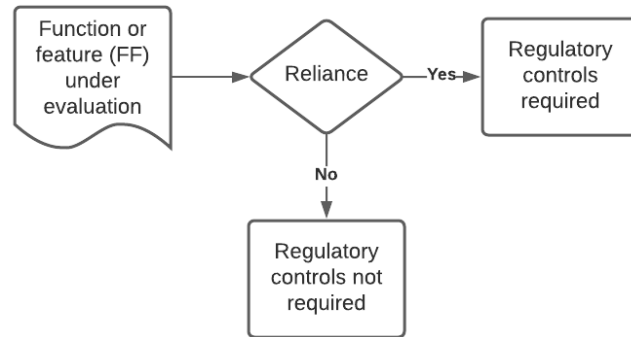 Function or
feature (FF)
under
evaluation
Reliance
Yes
Regulatory
controls
required
No
Regulatory
controls not
required